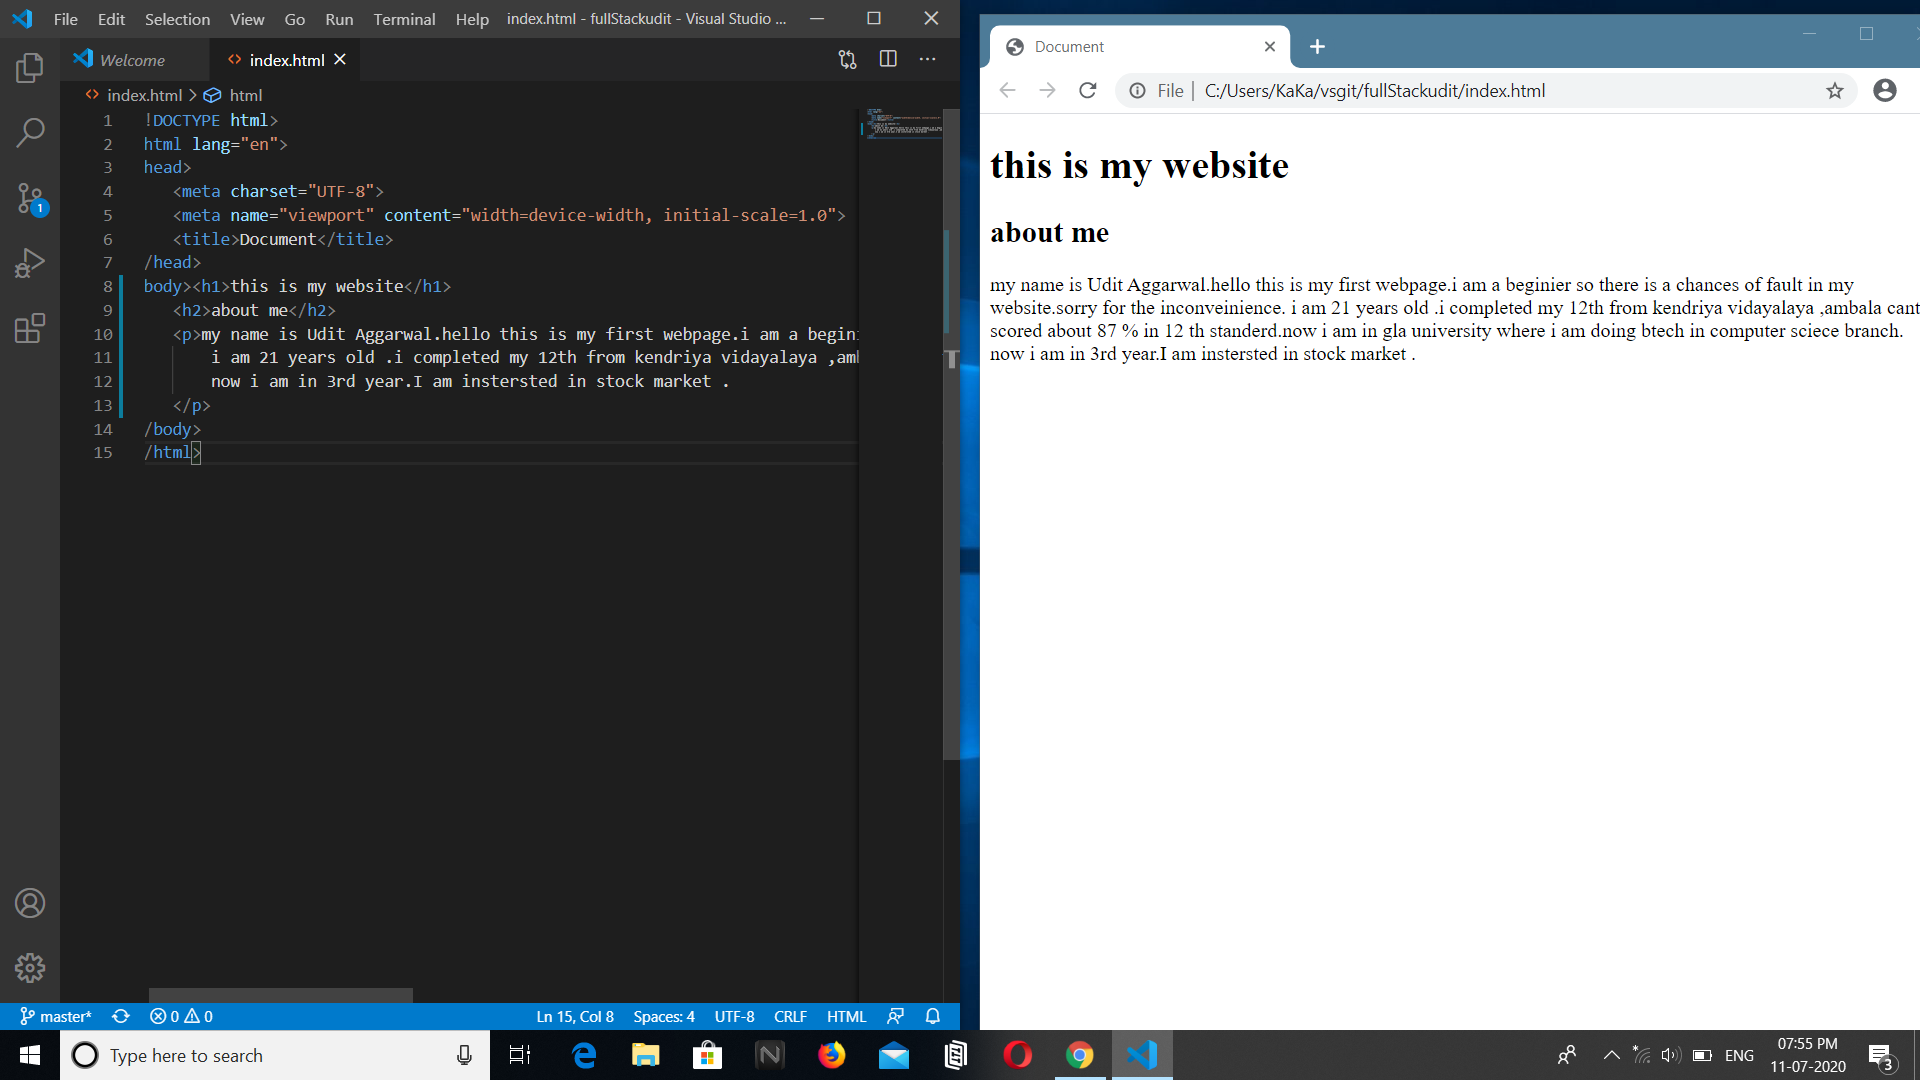 File Edit Selection View Go Run Terminal Help index.html - fullStackudit - Visual Studio ...
Welcome
index.html
index.html > html
1 !DOCTYPE html>
2 html lang="en">
3 head>
4 <meta charset="UTF-8">
5 <meta name="viewport" content="width=device-width, initial-scale=1.0">
6 <title>Document</title>
7 /head>
8 body><h1>this is my website</h1>
9 <h2>about me</h2>
10 <p>my name is Udit Aggarwal.hello this is my first webpage.i am a begini
11 i am 21 years old .i completed my 12th from kendriya vidayalaya ,amb
12 now i am in 3rd year.I am instersted in stock market .
13 </p>
14 /body>
15 /html>
1
master* 0 0 Ln 15, Col 8 Spaces: 4 UTF-8 CRLF HTML
Document
File | C:/Users/KaKa/vsgit/fullStackudit/index.html
this is my website
about me
my name is Udit Aggarwal.hello this is my first webpage.i am a beginier so there is a chances of fault in my
website.sorry for the inconveinience. i am 21 years old .i completed my 12th from kendriya vidayalaya ,ambala cant
scored about 87 % in 12 th standerd.now i am in gla university where i am doing btech in computer sciece branch.
now i am in 3rd year.I am instersted in stock market .
Type here to search
ENG
07:55 PM
11-07-2020
3